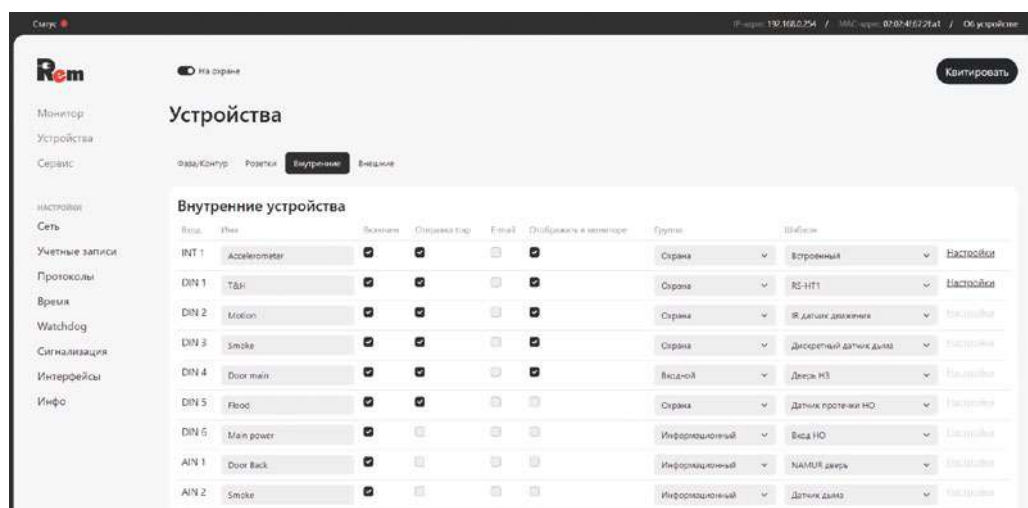 Статус IP-адрес: 192.168.0.254 / MAC-адрес: 02:02:4f:67:2f:a1 / Об устройстве
Rem На охране Квитировать
Монитор
Устройства
Сервис
НАСТРОЙКИ
Сеть
Учетные записи
Протоколы
Время
Watchdog
Сигнализация
Интерфейсы
Инфо
Устройства
Фаза/Контур Розетки Внутренние Внешние
Внутренние устройства
Вход Имя Включен Отправка trap E-mail Отображать в мониторе Группа Шаблон
INT 1 Accelerometer Охрана Встроенный Настройки
DIN 1 T&H Охрана RS-HT1 Настройки
DIN 2 Motion Охрана IR датчик движения Настройки
DIN 3 Smoke Охрана Дискретный датчик дыма Настройки
DIN 4 Door main Входной Дверь НЗ Настройки
DIN 5 Flood Охрана Датчик протечки НО Настройки
DIN 6 Main power Информационный Вход НО Настройки
AIN 1 Door Back Информационный NAMUR дверь Настройки
AIN 2 Smoke Информационный Датчик дыма Настройки